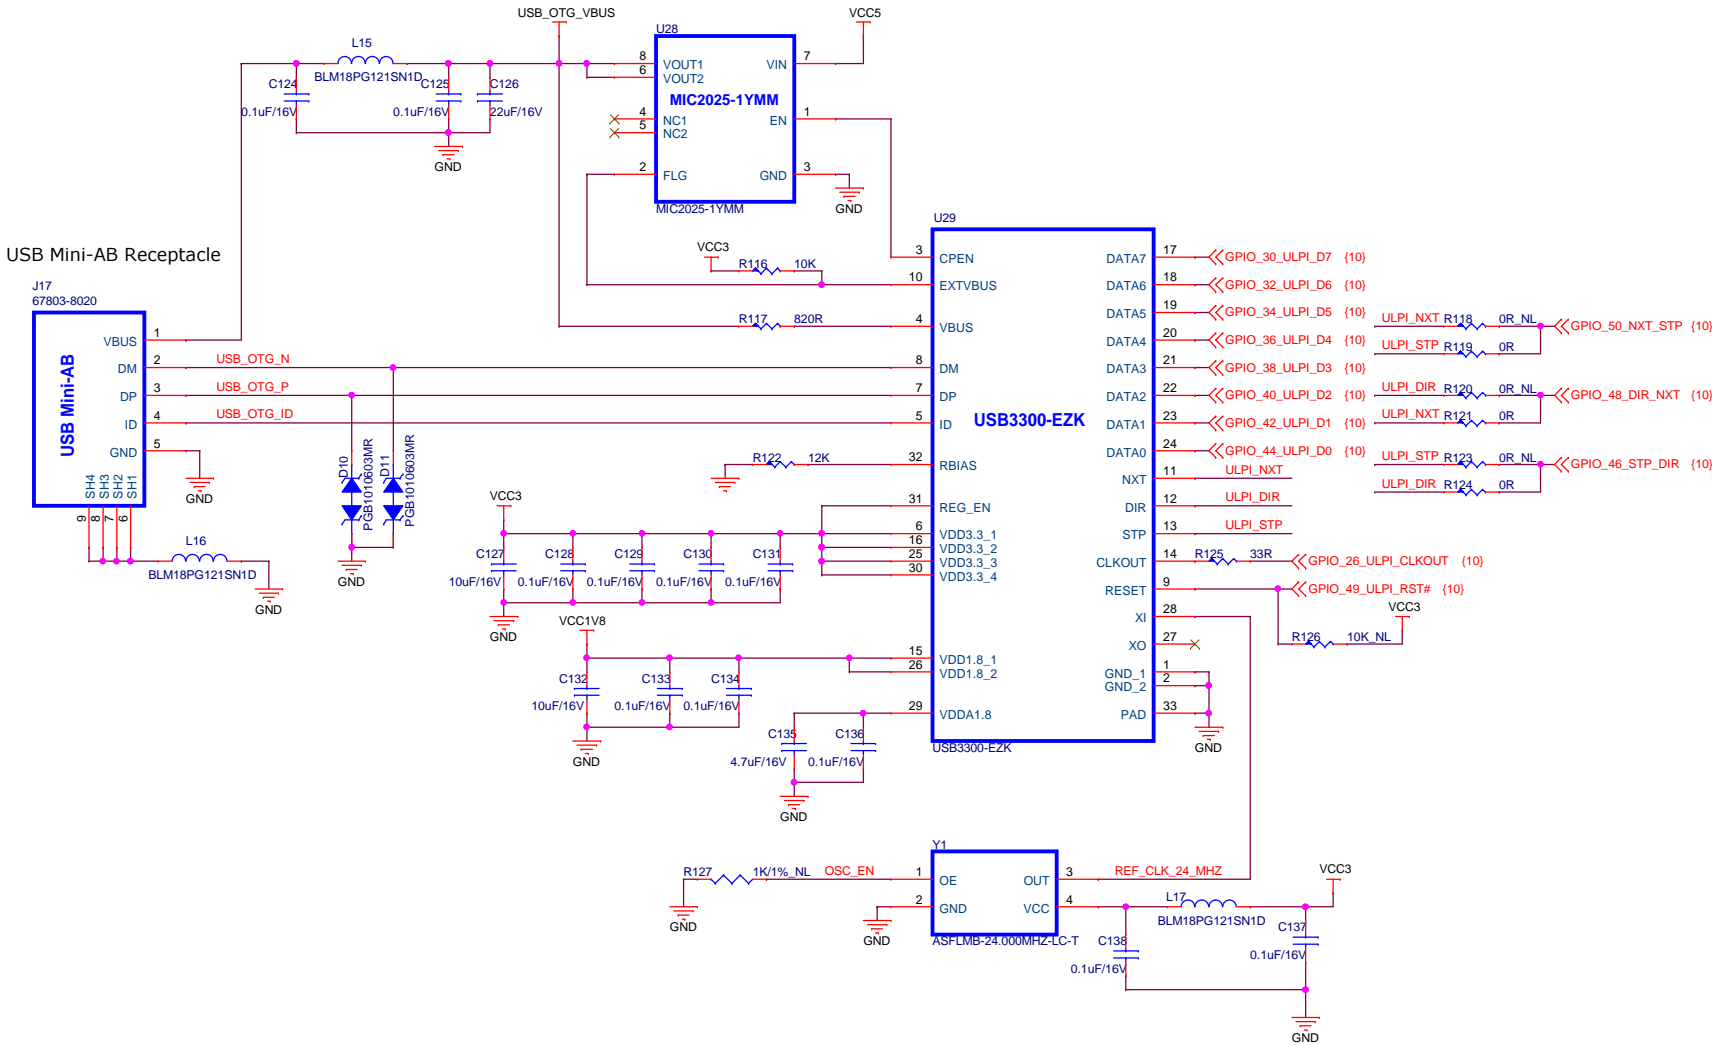 USB_OTG_VBUS
VCC5
U28
L15
BLM18PG121SN1D
C124
0.1uF/16V
C125
0.1uF/16V
C126
22uF/16V
GND
8 VOUT1
6 VOUT2
MIC2025-1YMM
4 NC1
5 NC2
2 FLG
VIN 7
EN 1
GND 3
MIC2025-1YMM
GND
USB Mini-AB Receptacle
J17
67803-8020
USB Mini-AB
VBUS 1
DM 2
DP 3
ID 4
GND 5
SH4 SH3 SH2 SH1
9 8 7 6
USB_OTG_N
USB_OTG_P
USB_OTG_ID
GND
L16
BLM18PG121SN1D
GND
D10
PGB1010603MR
D11
PGB1010603MR
GND
VCC3
R116 10K
R117 820R
R122 12K
U29
USB3300-EZK
3 CPEN
10 EXTVBUS
4 VBUS
8 DM
7 DP
5 ID
32 RBIAS
31 REG_EN
6 VDD3.3_1
16 VDD3.3_2
25 VDD3.3_3
30 VDD3.3_4
15 VDD1.8_1
26 VDD1.8_2
29 VDDA1.8
DATA7 17 GPIO_30_ULPI_D7 {10}
DATA6 18 GPIO_32_ULPI_D6 {10}
DATA5 19 GPIO_34_ULPI_D5 {10}
DATA4 20 GPIO_36_ULPI_D4 {10}
DATA3 21 GPIO_38_ULPI_D3 {10}
DATA2 22 GPIO_40_ULPI_D2 {10}
DATA1 23 GPIO_42_ULPI_D1 {10}
DATA0 24 GPIO_44_ULPI_D0 {10}
NXT 11 ULPI_NXT
DIR 12 ULPI_DIR
STP 13 ULPI_STP
CLKOUT 14 R125 33R GPIO_26_ULPI_CLKOUT {10}
RESET 9 GPIO_49_ULPI_RST# {10}
XI 28
XO 27
GND_1 1
GND_2 2
PAD 33
USB3300-EZK
GND
VCC3
R126 10K_NL
ULPI_NXT R118 0R_NL GPIO_50_NXT_STP {10}
ULPI_STP R119 0R
ULPI_DIR R120 0R_NL GPIO_48_DIR_NXT {10}
ULPI_NXT R121 0R
ULPI_STP R123 0R_NL GPIO_46_STP_DIR {10}
ULPI_DIR R124 0R
VCC3
C127
10uF/16V
C128
0.1uF/16V
C129
0.1uF/16V
C130
0.1uF/16V
C131
0.1uF/16V
GND
VCC1V8
C132
10uF/16V
C133
0.1uF/16V
C134
0.1uF/16V
GND
C135
4.7uF/16V
C136
0.1uF/16V
GND
Y1
R127 1K/1%_NL OSC_EN
GND
1 OE
2 GND
OUT 3
VCC 4
ASFLMB-24.000MHZ-LC-T
GND
REF_CLK_24_MHZ
L17
BLM18PG121SN1D
VCC3
C138
0.1uF/16V
C137
0.1uF/16V
GND